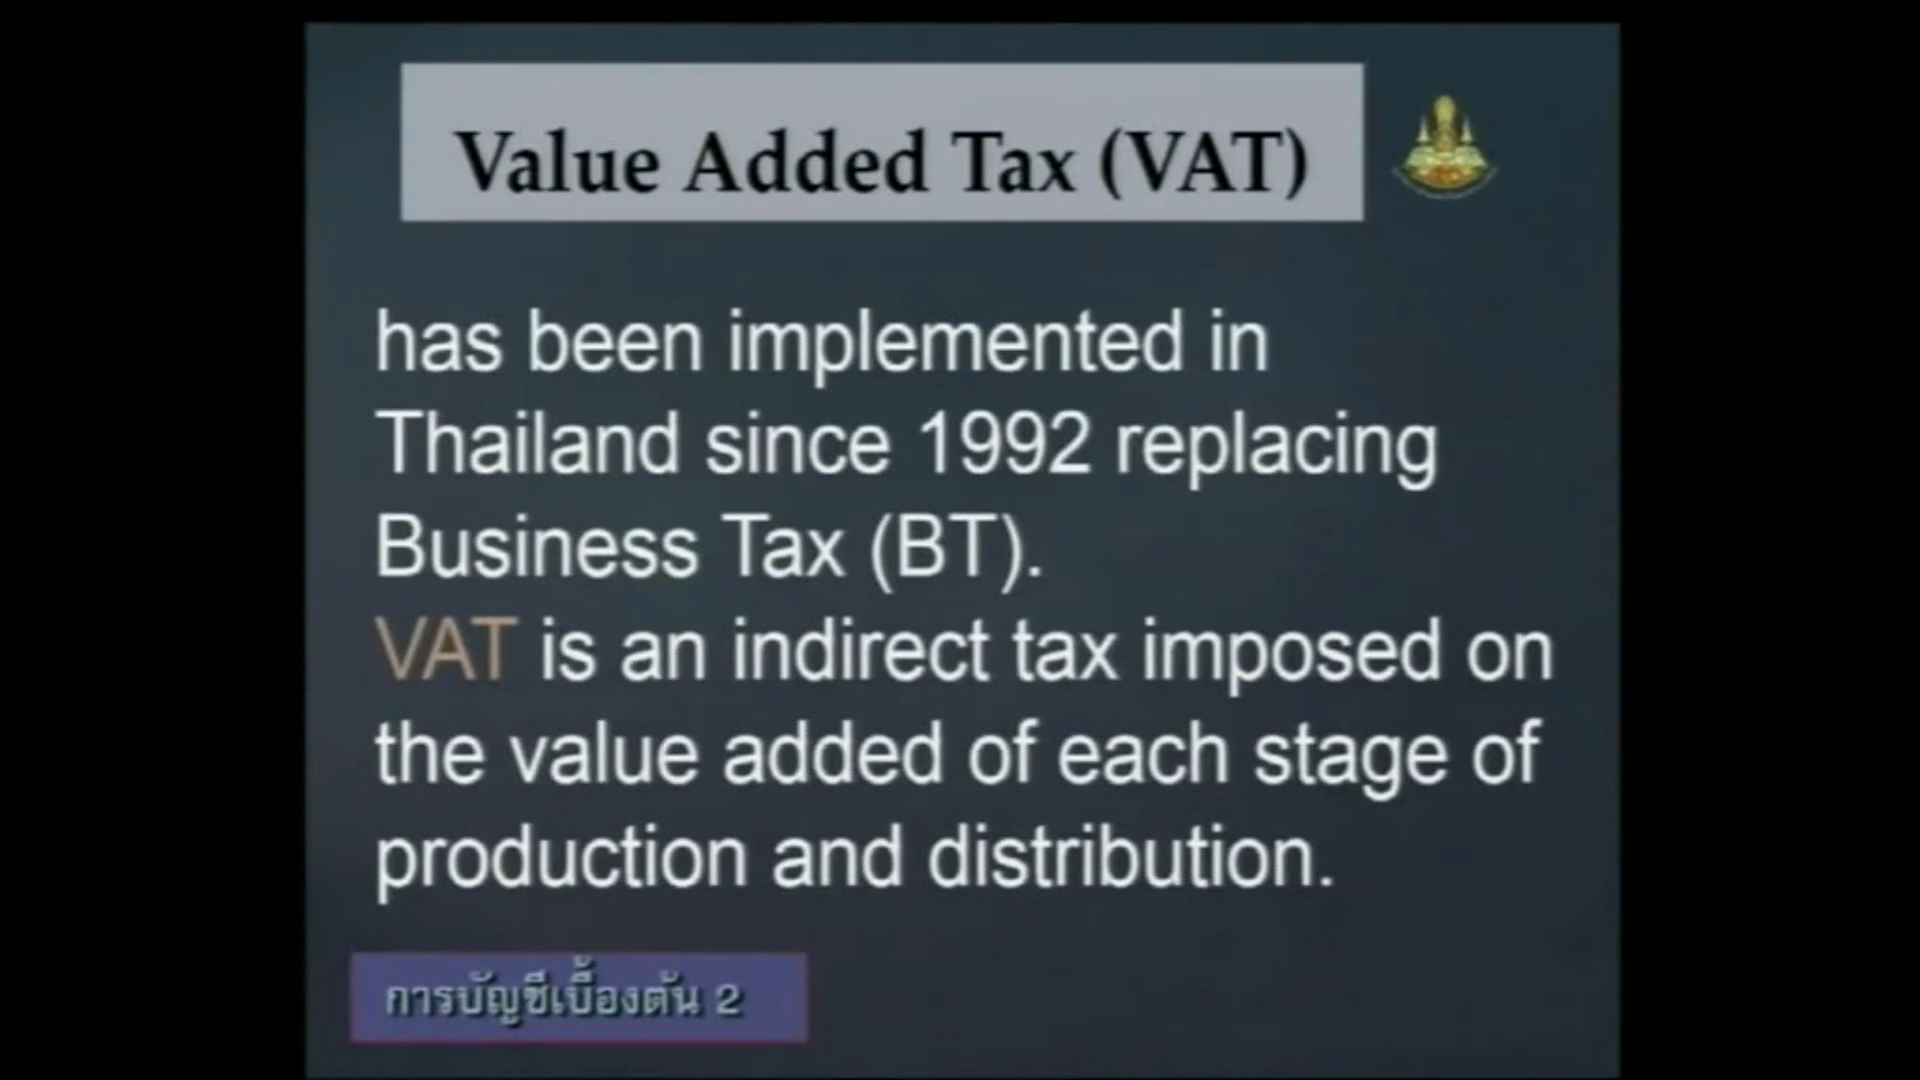 Value Added Tax (VAT)
has been implemented in
Thailand since 1992 replacing
Business Tax (BT).
VAT is an indirect tax imposed on
the value added of each stage of
production and distribution.
การบัญชีเบื้องต้น 2